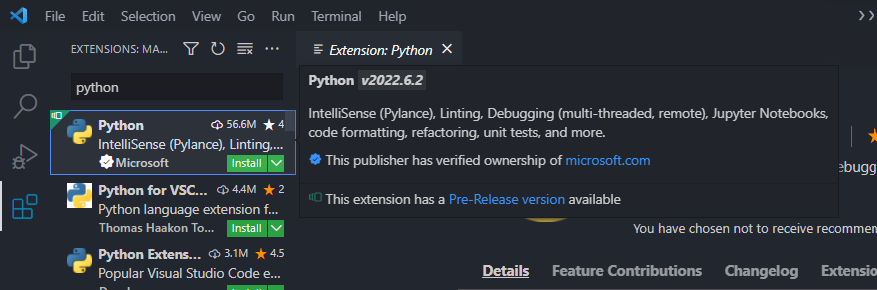 File Edit Selection View Go Run Terminal Help
EXTENSIONS: MA...
Extension: Python
python
Python 56.6M 4
IntelliSense (Pylance), Linting,...
Microsoft Install
Python for VSC... 4.4M 2
Python language extension f...
Thomas Haakon To... Install
Python Exten... 3.1M 4.5
Popular Visual Studio Code e...
Python v2022.6.2
IntelliSense (Pylance), Linting, Debugging (multi-threaded, remote), Jupyter Notebooks,
code formatting, refactoring, unit tests, and more.
This publisher has verified ownership of microsoft.com
This extension has a Pre-Release version available
ebugg
You have chosen not to receive recommen
Details Feature Contributions Changelog Extensio